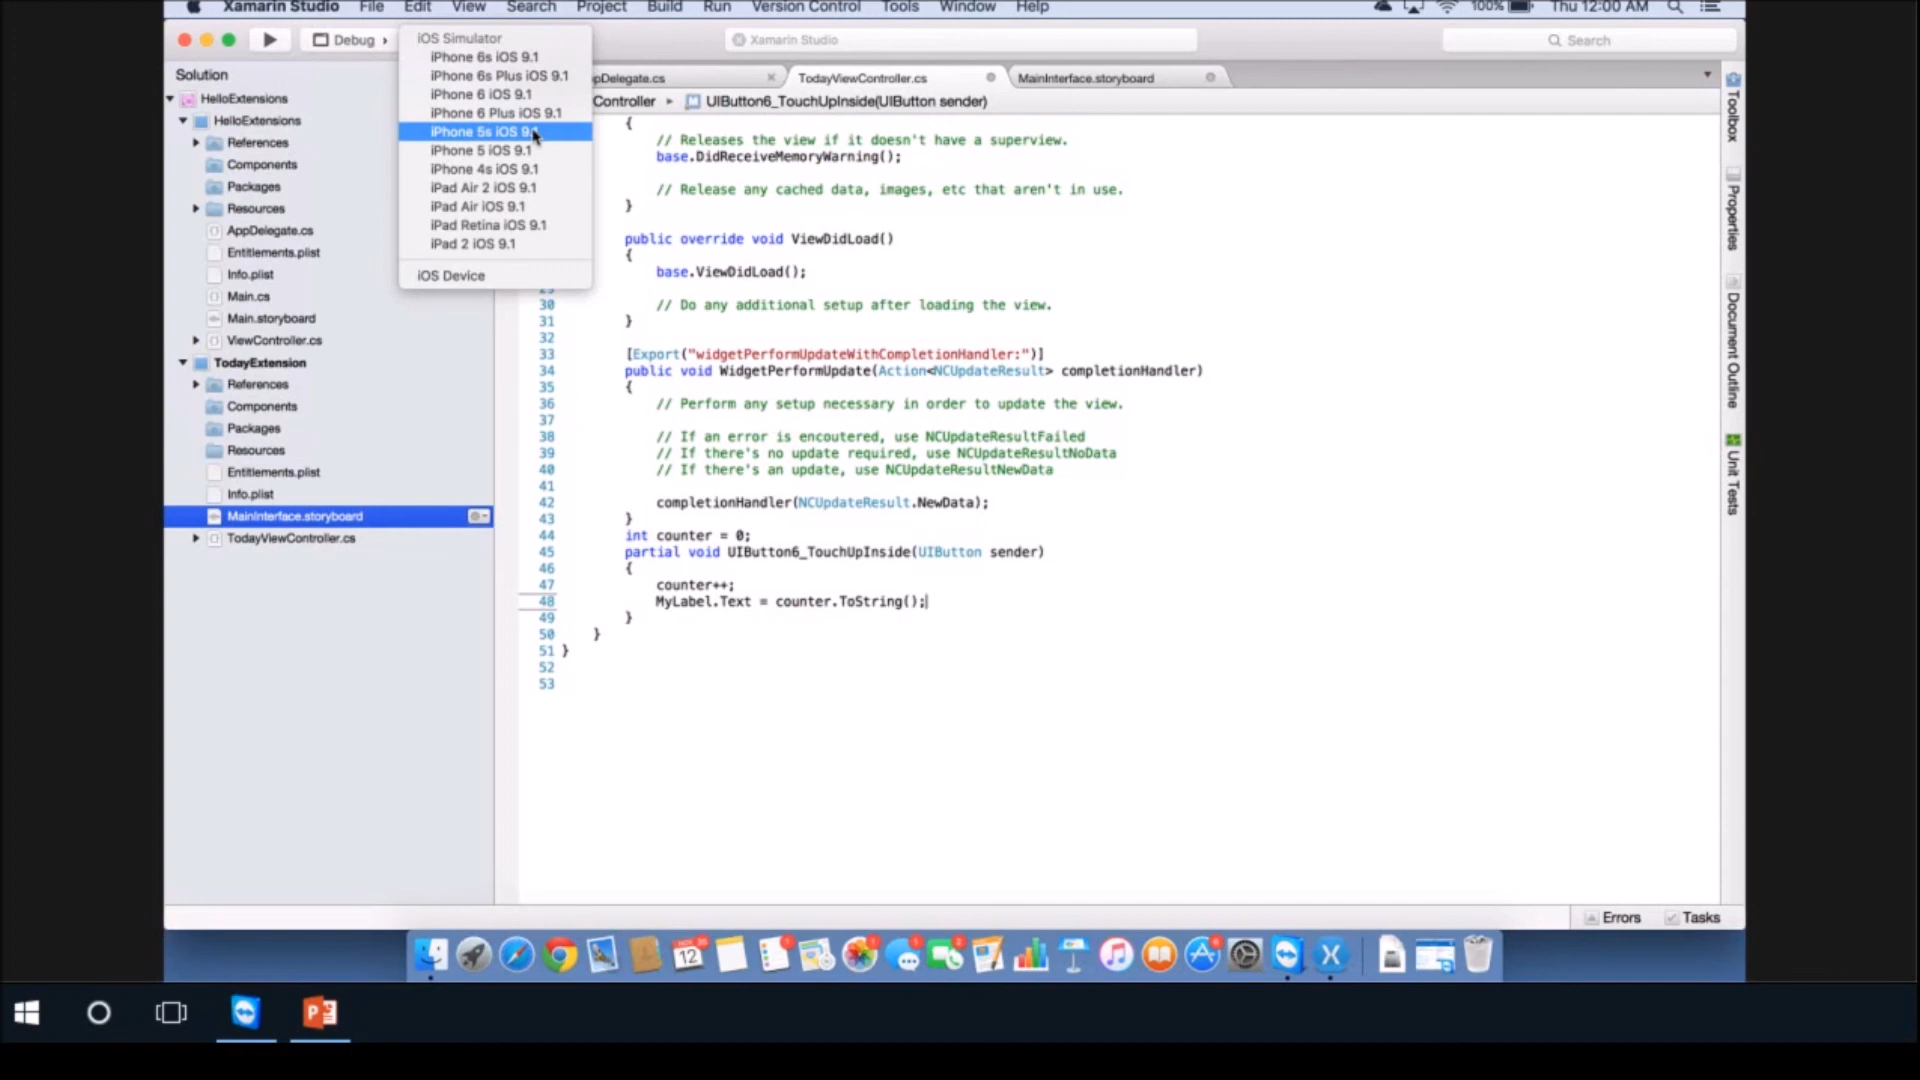 Xamarin Studio File Edit View Search Project Build Run Version Control Tools Window Help 100% Thu 12:00 AM
Debug
Xamarin Studio
Search
iOS Simulator
iPhone 6s iOS 9.1
iPhone 6s Plus iOS 9.1
iPhone 6 iOS 9.1
iPhone 6 Plus iOS 9.1
iPhone 5s iOS 9.1
iPhone 5 iOS 9.1
iPhone 4s iOS 9.1
iPad Air 2 iOS 9.1
iPad Air iOS 9.1
iPad Retina iOS 9.1
iPad 2 iOS 9.1
iOS Device
Solution
HelloExtensions
HelloExtensions
References
Components
Packages
Resources
AppDelegate.cs
Entitlements.plist
Info.plist
Main.cs
Main.storyboard
ViewController.cs
TodayExtension
References
Components
Packages
Resources
Entitlements.plist
Info.plist
MainInterface.storyboard
TodayViewController.cs
ppDelegate.cs TodayViewController.cs MainInterface.storyboard
Controller UIButton6_TouchUpInside(UIButton sender)
{
// Releases the view if it doesn't have a superview.
base.DidReceiveMemoryWarning();
// Release any cached data, images, etc that aren't in use.
}
public override void ViewDidLoad()
{
base.ViewDidLoad();
29
30 // Do any additional setup after loading the view.
31 }
32
33 [Export("widgetPerformUpdateWithCompletionHandler:")]
34 public void WidgetPerformUpdate(Action<NCUpdateResult> completionHandler)
35 {
36 // Perform any setup necessary in order to update the view.
37
38 // If an error is encoutered, use NCUpdateResultFailed
39 // If there's no update required, use NCUpdateResultNoData
40 // If there's an update, use NCUpdateResultNewData
41
42 completionHandler(NCUpdateResult.NewData);
43 }
44 int counter = 0;
45 partial void UIButton6_TouchUpInside(UIButton sender)
46 {
47 counter++;
48 MyLabel.Text = counter.ToString();
49 }
50 }
51 }
52
53
Toolbox
Properties
Document Outline
Unit Tests
Errors Tasks
12